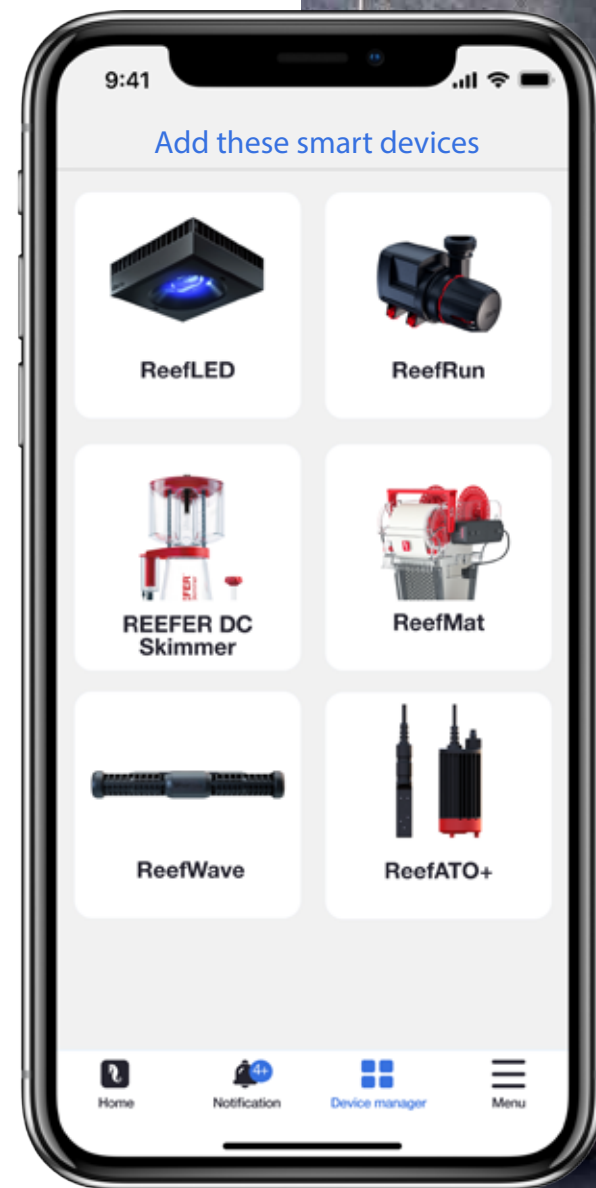 9:41
Add these smart devices
ReefLED
ReefRun
REEFER DC
Skimmer
ReefMat
ReefWave
ReefATO+
4+
Home
Notification
Device manager
Menu